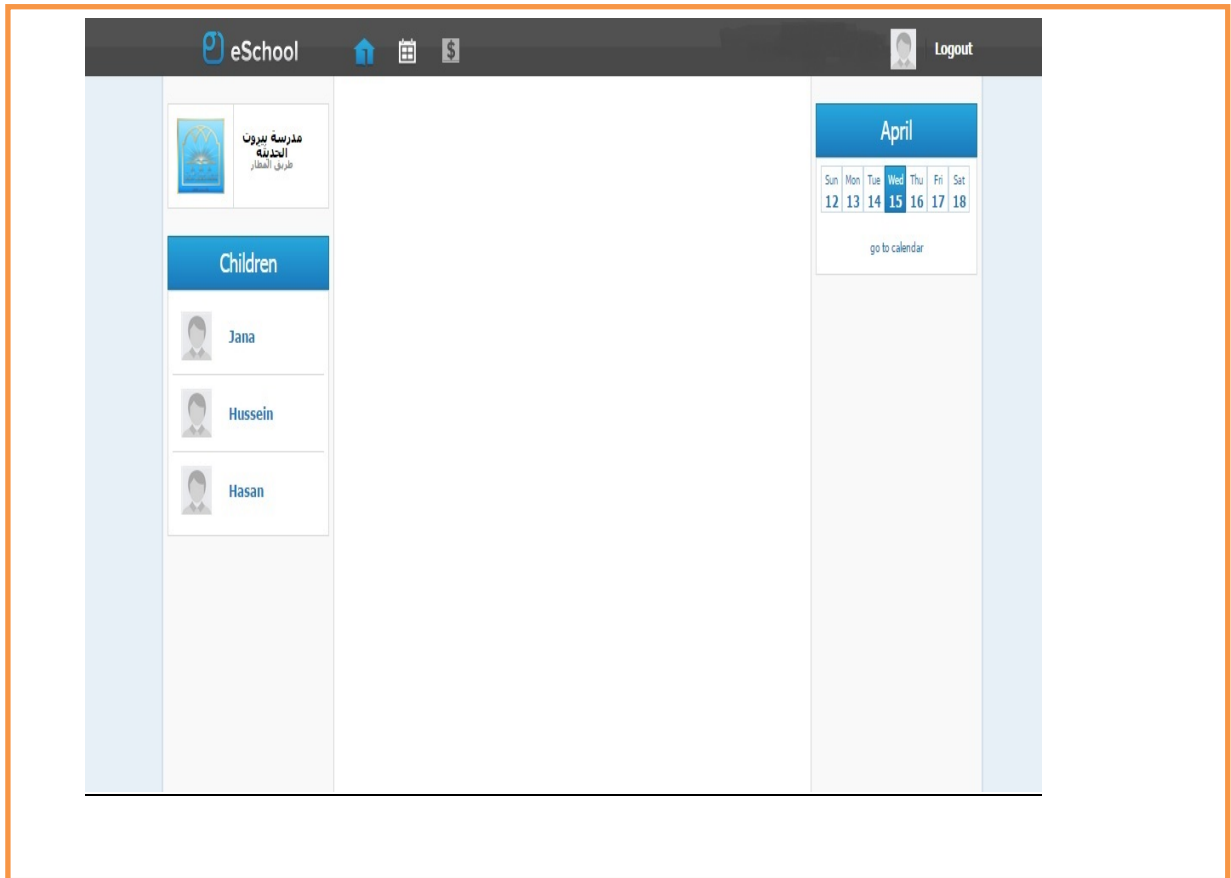 eSchool
$
Logout
مدرسة بيروت
الحديثة
طريق المطار
Children
Jana
Hussein
Hasan
April
Sun Mon Tue Wed Thu Fri Sat
12 13 14 15 16 17 18
go to calendar